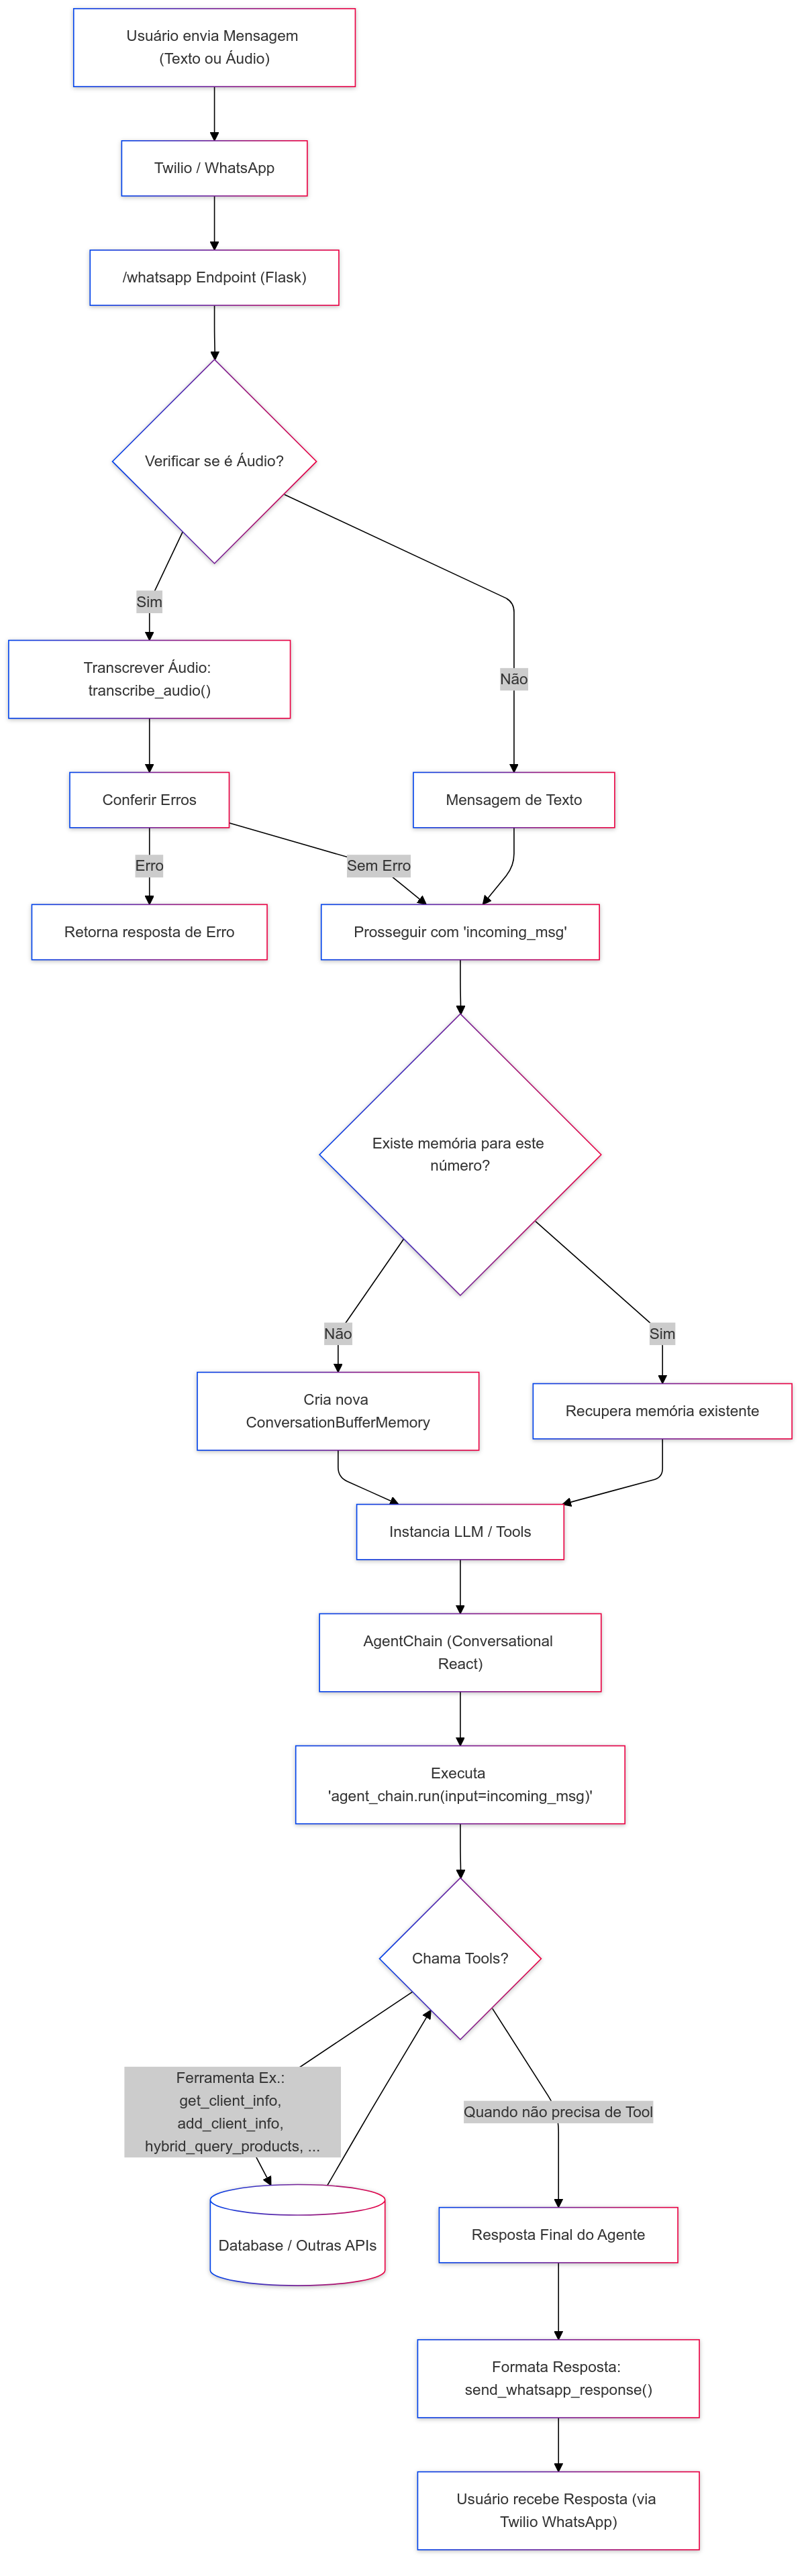 Usuário envia Mensagem
(Texto ou Áudio)
Twilio / WhatsApp
/whatsapp Endpoint (Flask)
Verificar se é Áudio?
Sim
Não
Transcrever Áudio:
transcribe_audio()
Conferir Erros
Mensagem de Texto
Erro
Sem Erro
Retorna resposta de Erro
Prosseguir com 'incoming_msg'
Existe memória para este
número?
Não
Sim
Cria nova
ConversationBufferMemory
Recupera memória existente
Instancia LLM / Tools
AgentChain (Conversational
React)
Executa
'agent_chain.run(input=incoming_msg)'
Chama Tools?
Ferramenta Ex.:
get_client_info,
add_client_info,
hybrid_query_products, ...
Quando não precisa de Tool
Database / Outras APIs
Resposta Final do Agente
Formata Resposta:
send_whatsapp_response()
Usuário recebe Resposta (via
Twilio WhatsApp)